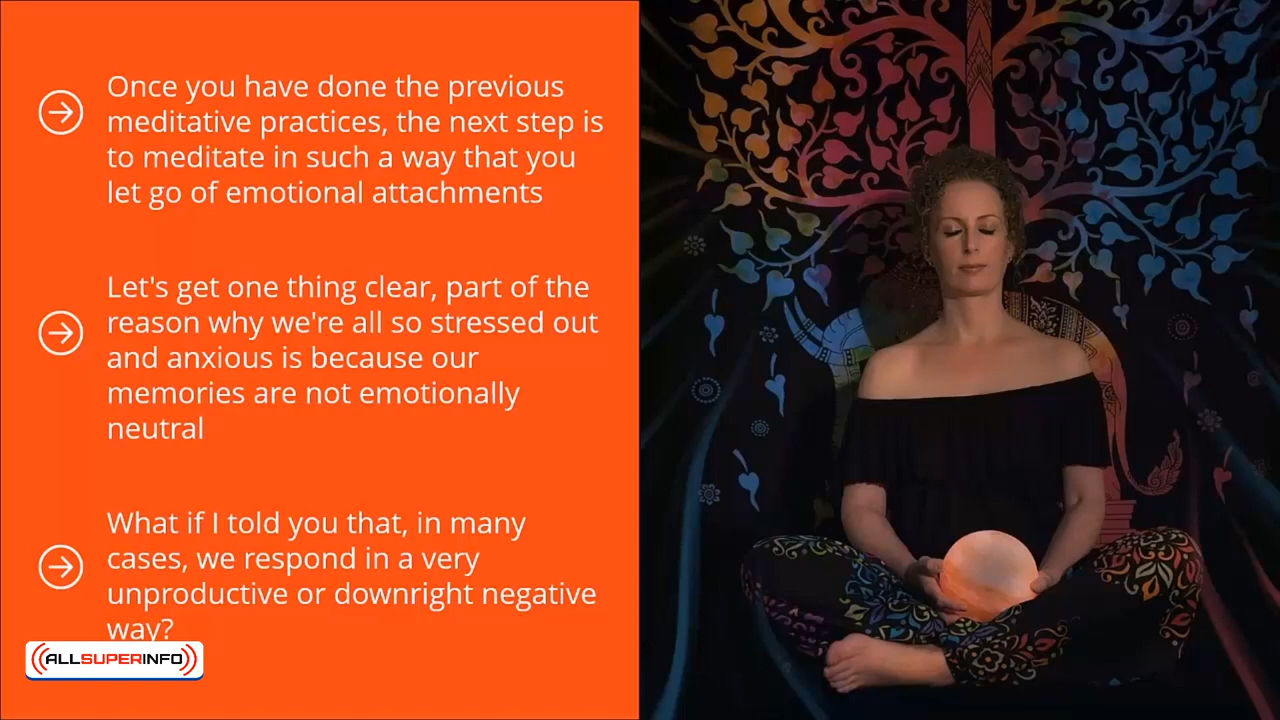 Once you have done the previous
meditative practices, the next step is
to meditate in such a way that you
let go of emotional attachments
Let's get one thing clear, part of the
reason why we're all so stressed out
and anxious is because our
memories are not emotionally
neutral
What if I told you that, in many
cases, we respond in a very
unproductive or downright negative
way?
ALLSUPERINFO